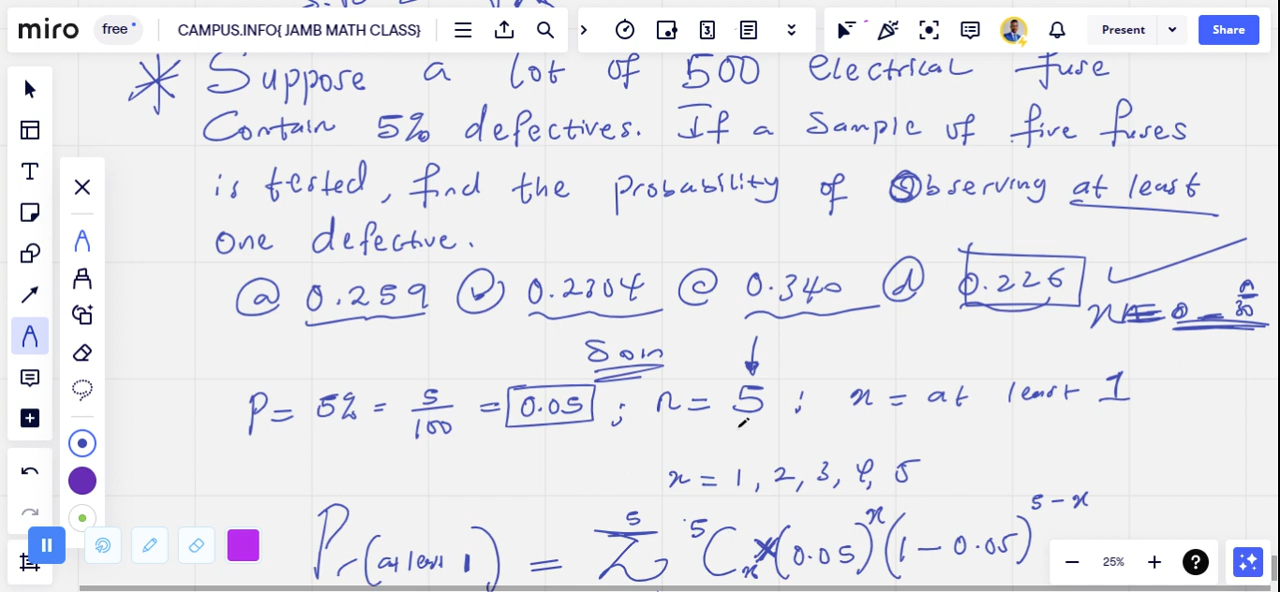 miro free CAMPUS.INFO{ JAMB MATH CLASS} Present Share
* Suppose a lot of 500 electrical fuse
Contain 5% defectives. If a sample of five fuses
is tested, find the probability of Observing at least
one defective.
(a) 0.259 (b) 0.2304 (c) 0.340 (d) 0.226
Soln
P = 5% = 5/100 = 0.05 ; n = 5 ; x = at least 1
x = 1, 2, 3, 4, 5
Pr(at least 1) = Σ 5 5Cx (0.05)^x (1 - 0.05)^5-x
25%